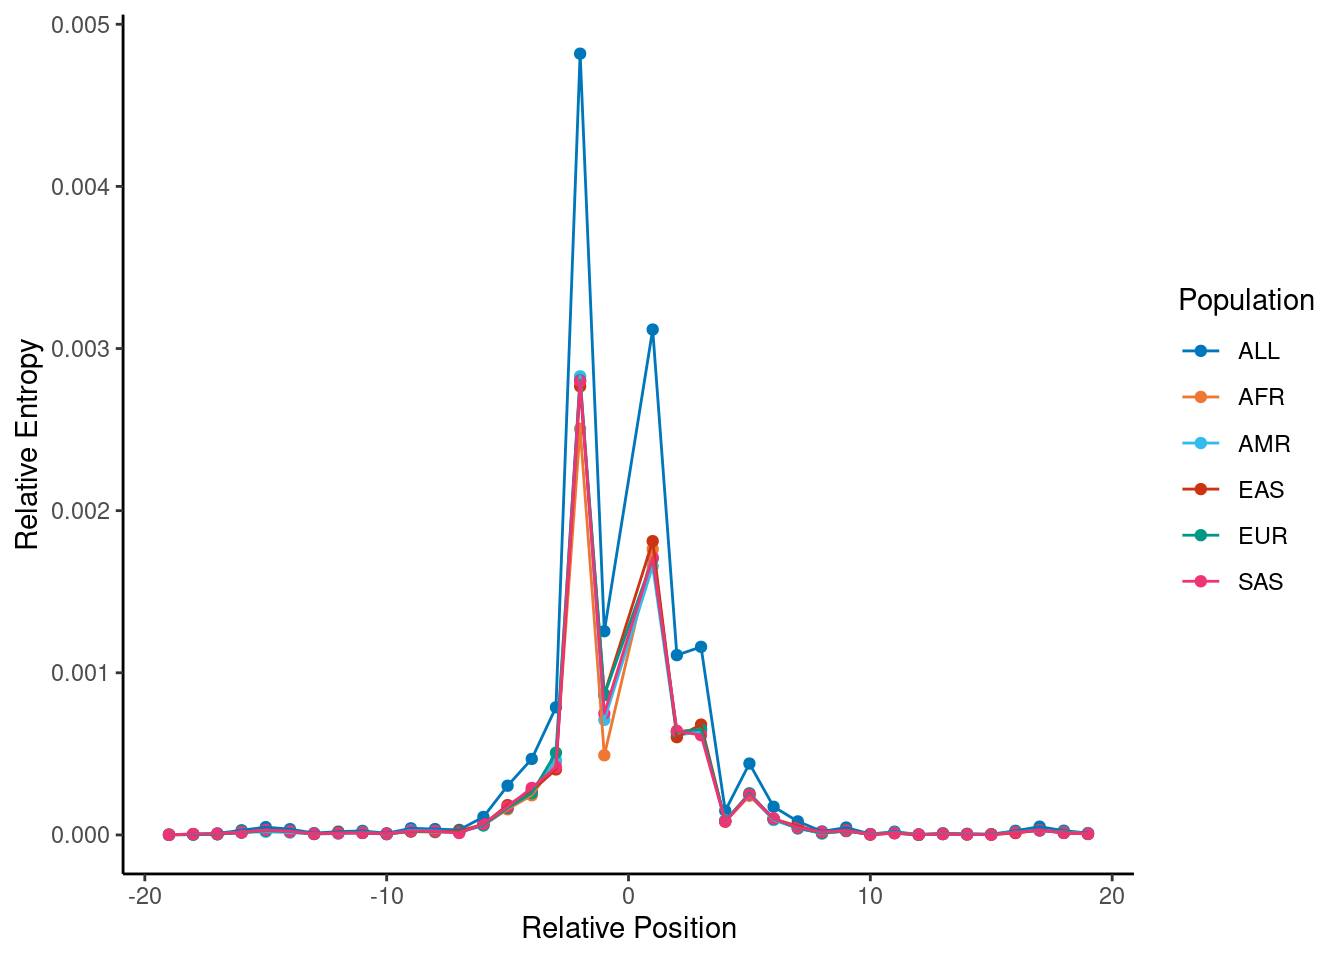 0.005
0.004
0.003
0.002
0.001
0.000
Relative Entropy
-20
-10
0
10
20
Relative Position
Population
ALL
AFR
AMR
EAS
EUR
SAS